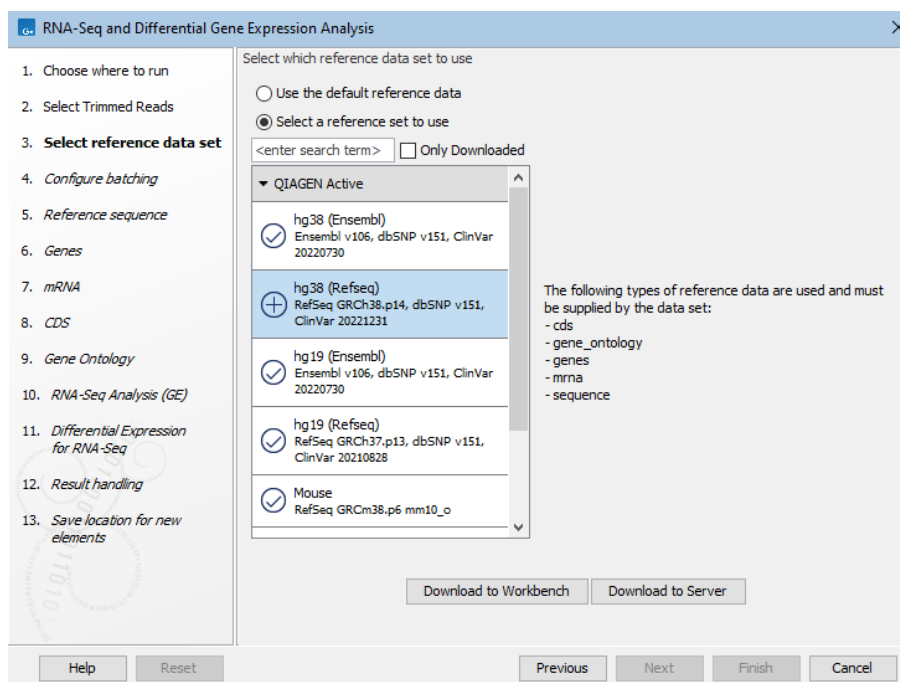 RNA-Seq and Differential Gene Expression Analysis
1. Choose where to run
2. Select Trimmed Reads
3. Select reference data set
4. Configure batching
5. Reference sequence
6. Genes
7. mRNA
8. CDS
9. Gene Ontology
10. RNA-Seq Analysis (GE)
11. Differential Expression
for RNA-Seq
12. Result handling
13. Save location for new
elements
Select which reference data set to use
Use the default reference data
Select a reference set to use
<enter search term> Only Downloaded
QIAGEN Active
hg38 (Ensembl)
Ensembl v106, dbSNP v151, ClinVar
20220730
hg38 (Refseq)
RefSeq GRCh38.p14, dbSNP v151,
ClinVar 20221231
hg19 (Ensembl)
Ensembl v106, dbSNP v151, ClinVar
20220730
hg19 (Refseq)
RefSeq GRCh37.p13, dbSNP v151,
ClinVar 20210828
Mouse
RefSeq GRCm38.p6 mm10_o
The following types of reference data are used and must
be supplied by the data set:
- cds
- gene_ontology
- genes
- mrna
- sequence
Download to Workbench Download to Server
Help Reset Previous Next Finish Cancel